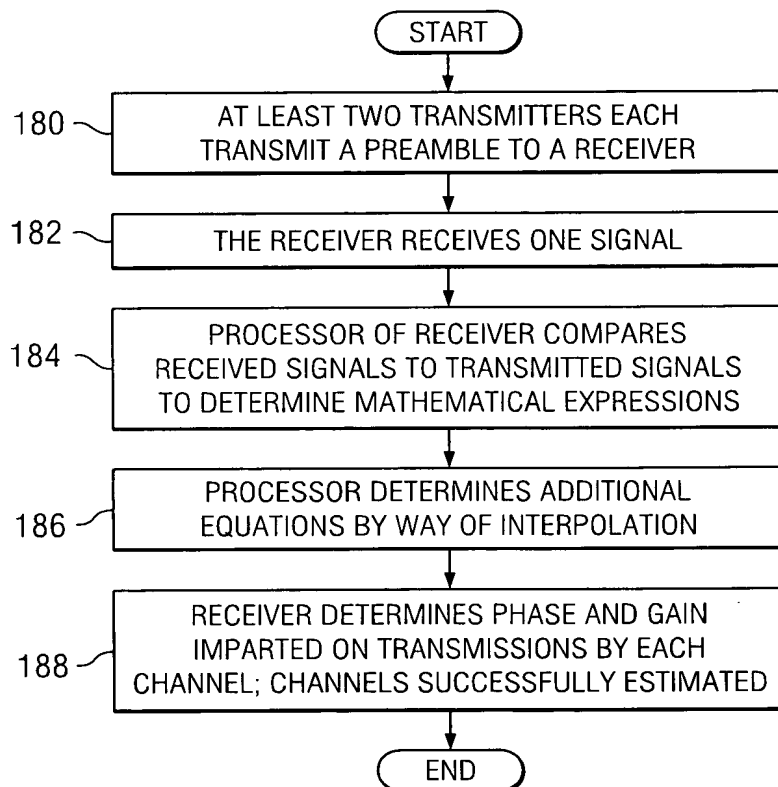 START
180
AT LEAST TWO TRANSMITTERS EACH
TRANSMIT A PREAMBLE TO A RECEIVER
182
THE RECEIVER RECEIVES ONE SIGNAL
184
PROCESSOR OF RECEIVER COMPARES
RECEIVED SIGNALS TO TRANSMITTED SIGNALS
TO DETERMINE MATHEMATICAL EXPRESSIONS
186
PROCESSOR DETERMINES ADDITIONAL
EQUATIONS BY WAY OF INTERPOLATION
188
RECEIVER DETERMINES PHASE AND GAIN
IMPARTED ON TRANSMISSIONS BY EACH
CHANNEL; CHANNELS SUCCESSFULLY ESTIMATED
END